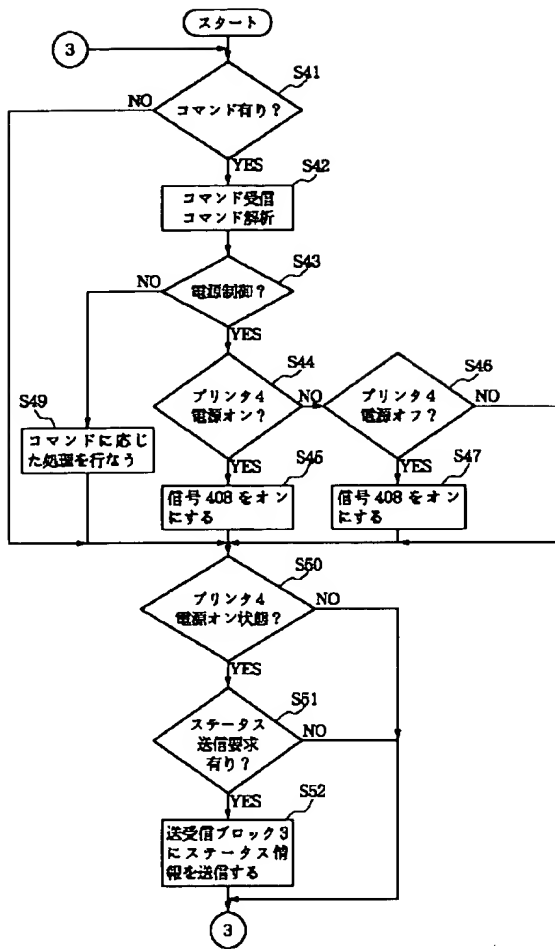 スタート
3
S41
NO
コマンド有り?
YES
S42
コマンド受信
コマンド解析
S43
NO
電源制御?
YES
S44
S46
プリンタ4
電源オン?
NO
プリンタ4
電源オフ?
NO
S49
コマンドに応じ
た処理を行なう
YES
S45
YES
S47
信号408をオン
にする
信号408をオン
にする
S50
プリンタ4
電源オン状態?
NO
YES
S51
ステータス
送信要求
有り?
NO
YES
S52
送受信ブロック3
にステータス情
報を送信する
3